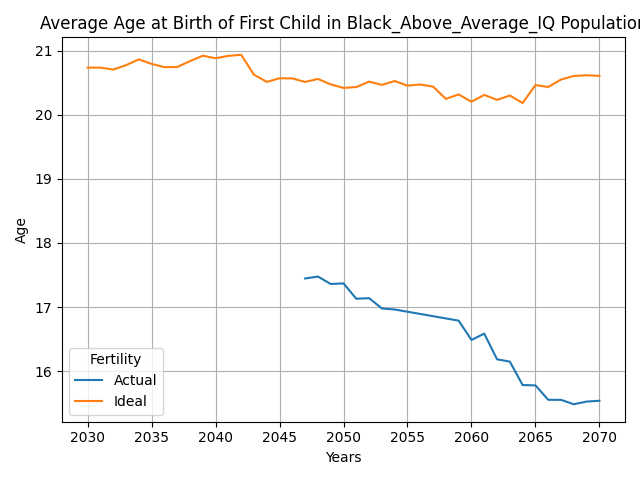 Average Age at Birth of First Child in Black_Above_Average_IQ Population
21
20
19
18
17
16
Age
Fertility
Actual
Ideal
2030 2035 2040 2045 2050 2055 2060 2065 2070
Years